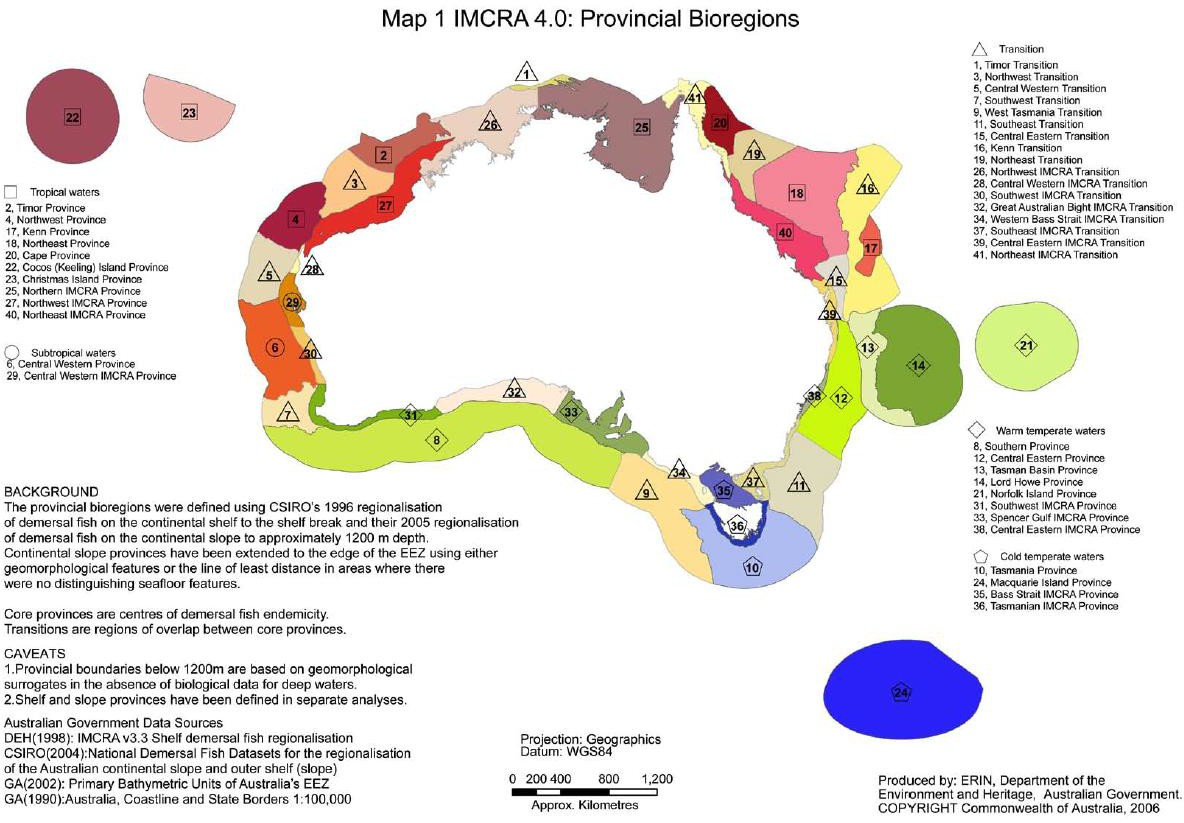 Map 1 IMCRA 4.0: Provincial Bioregions
Transition
1, Timor Transition
3, Northwest Transition
5, Central Western Transition
7, Southwest Transition
9, West Tasmania Transition
11, Southeast Transition
15, Central Eastern Transition
16, Kenn Transition
19, Northeast Transition
26, Northwest IMCRA Transition
28, Central Western IMCRA Transition
30, Southwest IMCRA Transition
32, Great Australian Bight IMCRA Transition
34, Western Bass Strait IMCRA Transition
37, Southeast IMCRA Transition
39, Central Eastern IMCRA Transition
41, Northeast IMCRA Transition
Tropical waters
2, Timor Province
4, Northwest Province
17, Kenn Province
18, Northeast Province
20, Cape Province
22, Cocos (Keeling) Island Province
23, Christmas Island Province
25, Northern IMCRA Province
27, Northwest IMCRA Province
40, Northeast IMCRA Province
Subtropical waters
6, Central Western Province
29, Central Western IMCRA Province
Warm temperate waters
8, Southern Province
12, Central Eastern Province
13, Tasman Basin Province
14, Lord Howe Province
21, Norfolk Island Province
31, Southwest IMCRA Province
33, Spencer Gulf IMCRA Province
38, Central Eastern IMCRA Province
Cold temperate waters
10, Tasmania Province
24, Macquarie Island Province
35, Bass Strait IMCRA Province
36, Tasmanian IMCRA Province
22
23
1
41
20
25
26
2
19
3
18
16
27
4
40
17
28
5
15
29
39
6
30
13
14
21
32
38
12
7
31
33
8
34
35
37
11
9
36
10
24
BACKGROUND
The provincial bioregions were defined using CSIRO's 1996 regionalisation
of demersal fish on the continental shelf to the shelf break and their 2005 regionalisation
of demersal fish on the continental slope to approximately 1200 m depth.
Continental slope provinces have been extended to the edge of the EEZ using either
geomorphological features or the line of least distance in areas where there
were no distinguishing seafloor features.
Core provinces are centres of demersal fish endemicity.
Transitions are regions of overlap between core provinces.
CAVEATS
1.Provincial boundaries below 1200m are based on geomorphological
surrogates in the absence of biological data for deep waters.
2.Shelf and slope provinces have been defined in separate analyses.
Australian Government Data Sources
DEH(1998): IMCRA v3.3 Shelf demersal fish regionalisation
CSIRO(2004):National Demersal Fish Datasets for the regionalisation
of the Australian continental slope and outer shelf (slope)
GA(2002): Primary Bathymetric Units of Australia's EEZ
GA(1990):Australia, Coastline and State Borders 1:100,000
Projection: Geographics
Datum: WGS84
0 200 400 800 1,200
Approx. Kilometres
Produced by: ERIN, Department of the
Environment and Heritage, Australian Government.
COPYRIGHT Commonwealth of Australia, 2006